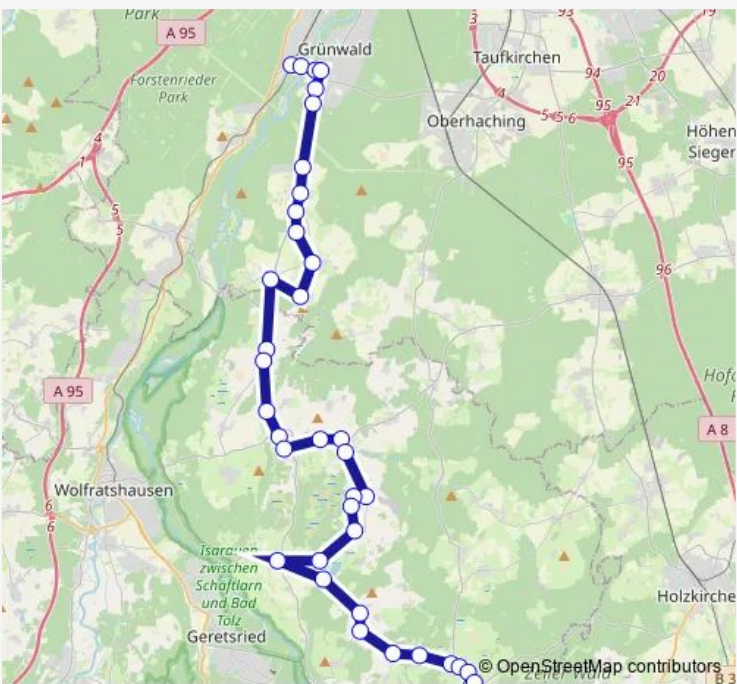 Park
A 95
Grünwald
Forstenrieder
Park
3
93
19
Taufkirchen
94
20
4
5
5
6
95
21
Oberhaching
Höhen
Sieger
4
1
95
5
5
96
A 95
Hofo
A 8
Wolfratshausen
6
6
Isarauen
zwischen
Schäftlarn
und Bad
Tölz
Geretsried
Holzkirche
Zeller Wald
© OpenStreetMap contributors
B 3